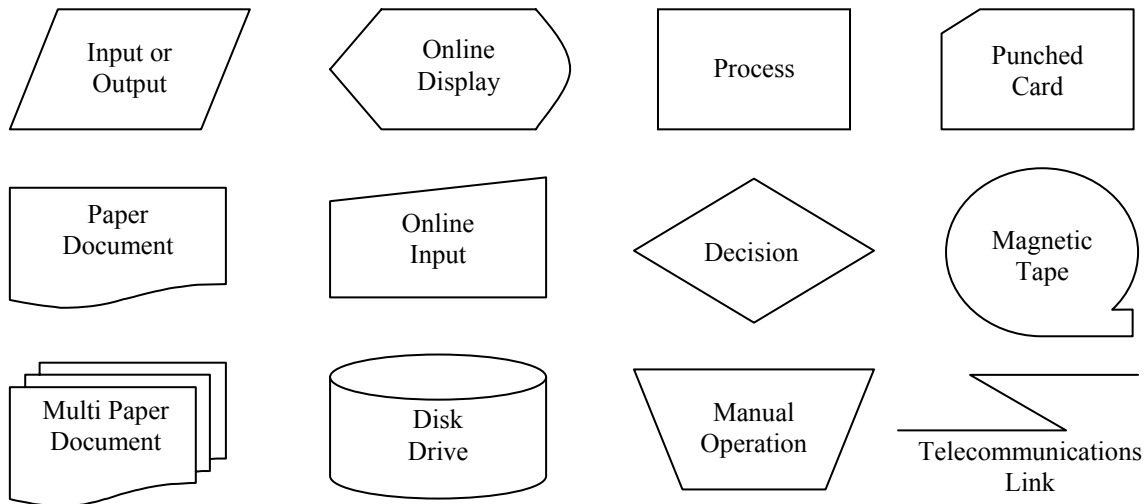 Input or
Output
Online
Display
Process
Punched
Card
Paper
Document
Online
Input
Decision
Magnetic
Tape
Multi Paper
Document
Disk
Drive
Manual
Operation
Telecommunications
Link